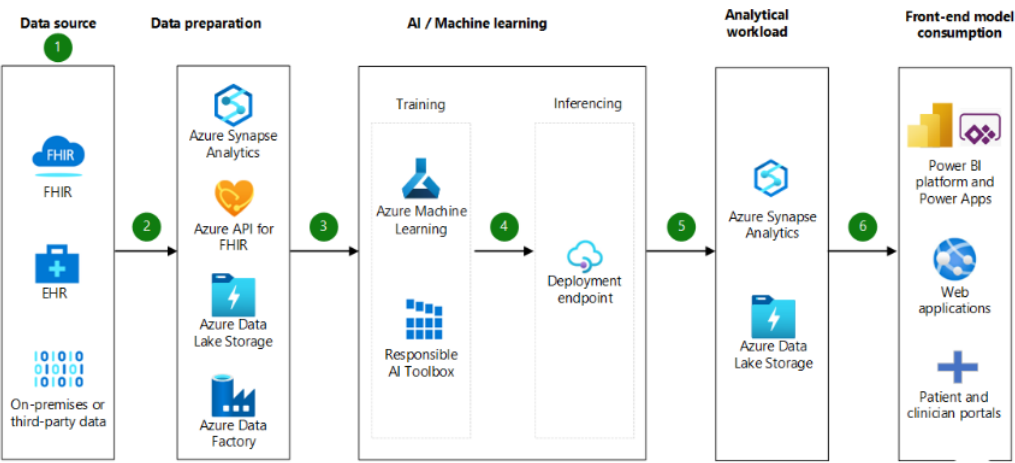 Data source
Data preparation
AI / Machine learning
Analytical
workload
Front-end model
consumption
1
FHIR
FHIR
EHR
On-premises or
third-party data
2
Azure Synapse
Analytics
Azure API for
FHIR
Azure Data
Lake Storage
Azure Data
Factory
3
Training
Azure Machine
Learning
Responsible
AI Toolbox
4
Inferencing
Deployment
endpoint
5
Azure Synapse
Analytics
Azure Data
Lake Storage
6
Power BI
platform and
Power Apps
Web
applications
Patient and
clinician portals